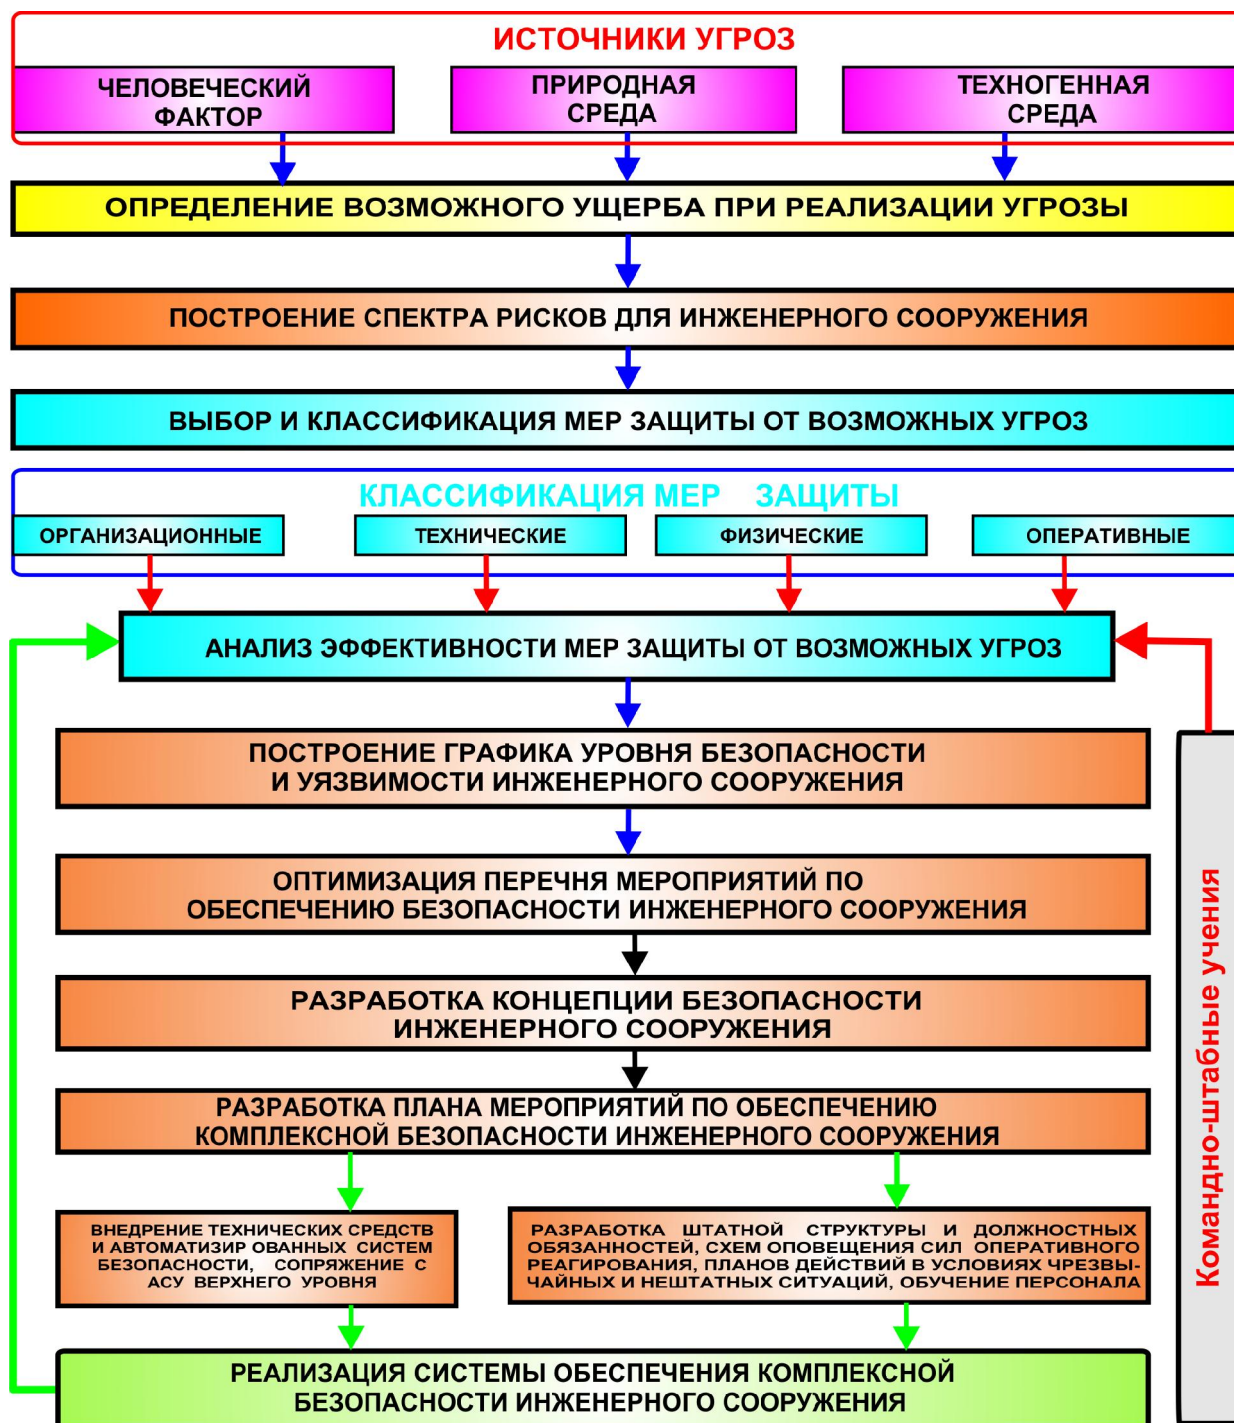 ИСТОЧНИКИ УГРОЗ
ЧЕЛОВЕЧЕСКИЙ
ФАКТОР
ПРИРОДНАЯ
СРЕДА
ТЕХНОГЕННАЯ
СРЕДА
ОПРЕДЕЛЕНИЕ ВОЗМОЖНОГО УЩЕРБА ПРИ РЕАЛИЗАЦИИ УГРОЗЫ
ПОСТРОЕНИЕ СПЕКТРА РИСКОВ ДЛЯ ИНЖЕНЕРНОГО СООРУЖЕНИЯ
ВЫБОР И КЛАССИФИКАЦИЯ МЕР ЗАЩИТЫ ОТ ВОЗМОЖНЫХ УГРОЗ
КЛАССИФИКАЦИЯ МЕР ЗАЩИТЫ
ОРГАНИЗАЦИОННЫЕ
ТЕХНИЧЕСКИЕ
ФИЗИЧЕСКИЕ
ОПЕРАТИВНЫЕ
АНАЛИЗ ЭФФЕКТИВНОСТИ МЕР ЗАЩИТЫ ОТ ВОЗМОЖНЫХ УГРОЗ
ПОСТРОЕНИЕ ГРАФИКА УРОВНЯ БЕЗОПАСНОСТИ
И УЯЗВИМОСТИ ИНЖЕНЕРНОГО СООРУЖЕНИЯ
ОПТИМИЗАЦИЯ ПЕРЕЧНЯ МЕРОПРИЯТИЙ ПО
ОБЕСПЕЧЕНИЮ БЕЗОПАСНОСТИ ИНЖЕНЕРНОГО СООРУЖЕНИЯ
РАЗРАБОТКА КОНЦЕПЦИИ БЕЗОПАСНОСТИ
ИНЖЕНЕРНОГО СООРУЖЕНИЯ
РАЗРАБОТКА ПЛАНА МЕРОПРИЯТИЙ ПО ОБЕСПЕЧЕНИЮ
КОМПЛЕКСНОЙ БЕЗОПАСНОСТИ ИНЖЕНЕРНОГО СООРУЖЕНИЯ
ВНЕДРЕНИЕ ТЕХНИЧЕСКИХ СРЕДСТВ
И АВТОМАТИЗИР ОВАННЫХ СИСТЕМ
БЕЗОПАСНОСТИ, СОПРЯЖЕНИЕ С
АСУ ВЕРХНЕГО УРОВНЯ
РАЗРАБОТКА ШТАТНОЙ СТРУКТУРЫ И ДОЛЖНОСТНЫХ
ОБЯЗАННОСТЕЙ, СХЕМ ОПОВЕЩЕНИЯ СИЛ ОПЕРАТИВНОГО
РЕАГИРОВАНИЯ, ПЛАНОВ ДЕЙСТВИЙ В УСЛОВИЯХ ЧРЕЗВЫ-
ЧАЙНЫХ И НЕШТАТНЫХ СИТУАЦИЙ, ОБУЧЕНИЕ ПЕРСОНАЛА
РЕАЛИЗАЦИЯ СИСТЕМЫ ОБЕСПЕЧЕНИЯ КОМПЛЕКСНОЙ
БЕЗОПАСНОСТИ ИНЖЕНЕРНОГО СООРУЖЕНИЯ
Командно-штабные учения